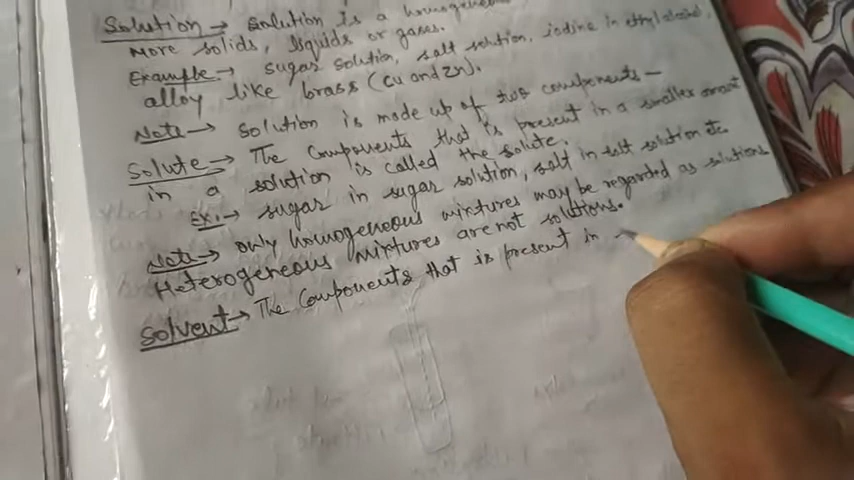 Solution → Solution is a homogeneous
More solids, liquids or gases.
Example → sugar solution, salt solution, iodine in ethyl alcohol,
alloy like brass (Cu and Zn).
Note → Solution is made up of two components —
Solute → The Components that is present in a smaller amount
in a solution is called the solute.
Ex: → sugar in sugar solution, salt in salt solution etc.
Note → only homogeneous mixtures may be regarded as solutions
Heterogeneous mixtures are not solutions.
Solvent → The Components that is present in